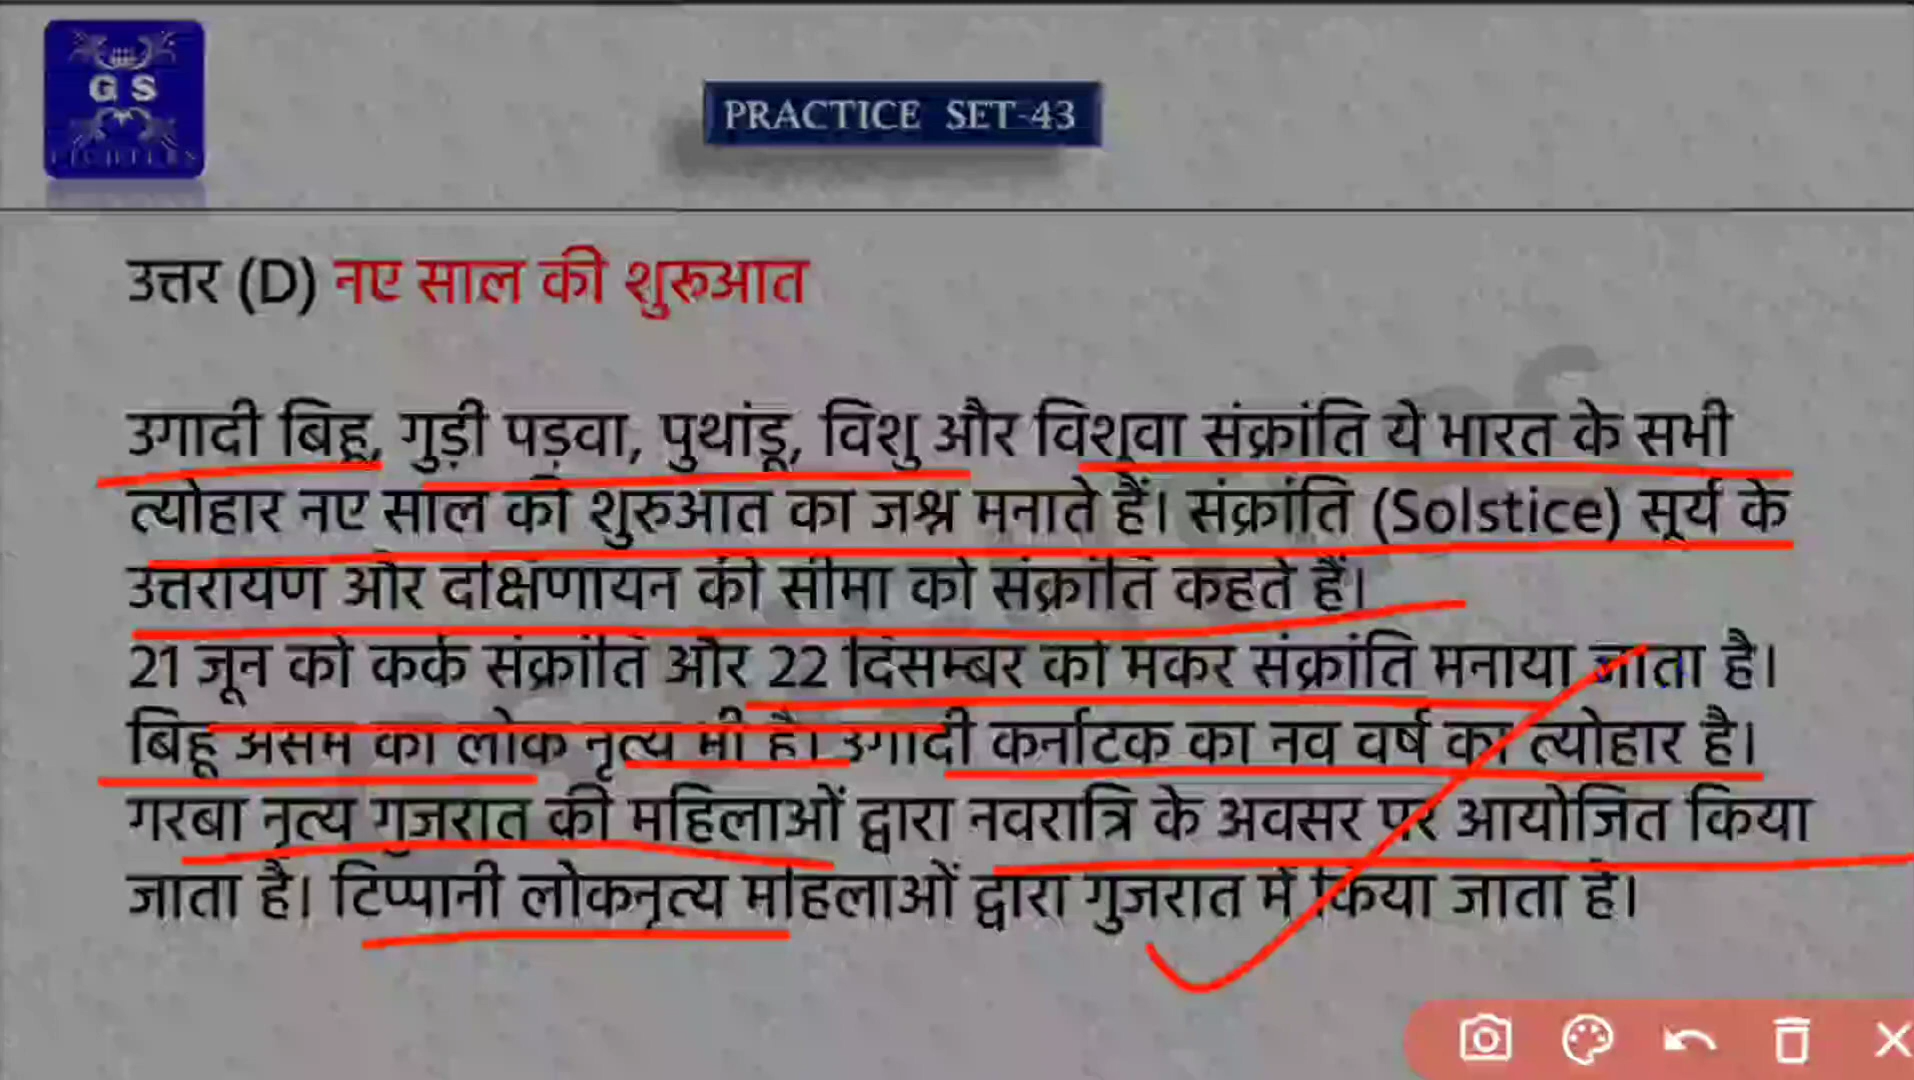 G S
FIGHTERS
PRACTICE SET-43
उत्तर (D) नए साल की शुरुआत
उगादी बिहू, गुड़ी पड़वा, पुथांडू, विशु और विशुवा संक्रांति ये भारत के सभी
त्योहार नए साल की शुरुआत का जश्न मनाते हैं। संक्रांति (Solstice) सूर्य के
उत्तरायण और दक्षिणायन की सीमा को संक्रांति कहते हैं।
21 जून को कर्क संक्रांति और 22 दिसम्बर को मकर संक्रांति मनाया जाता है।
बिहू असम का लोक नृत्य भी है। उगादी कर्नाटक का नव वर्ष का त्योहार है।
गरबा नृत्य गुजरात की महिलाओं द्वारा नवरात्रि के अवसर पर आयोजित किया
जाता है। टिप्पानी लोकनृत्य महिलाओं द्वारा गुजरात में किया जाता है।